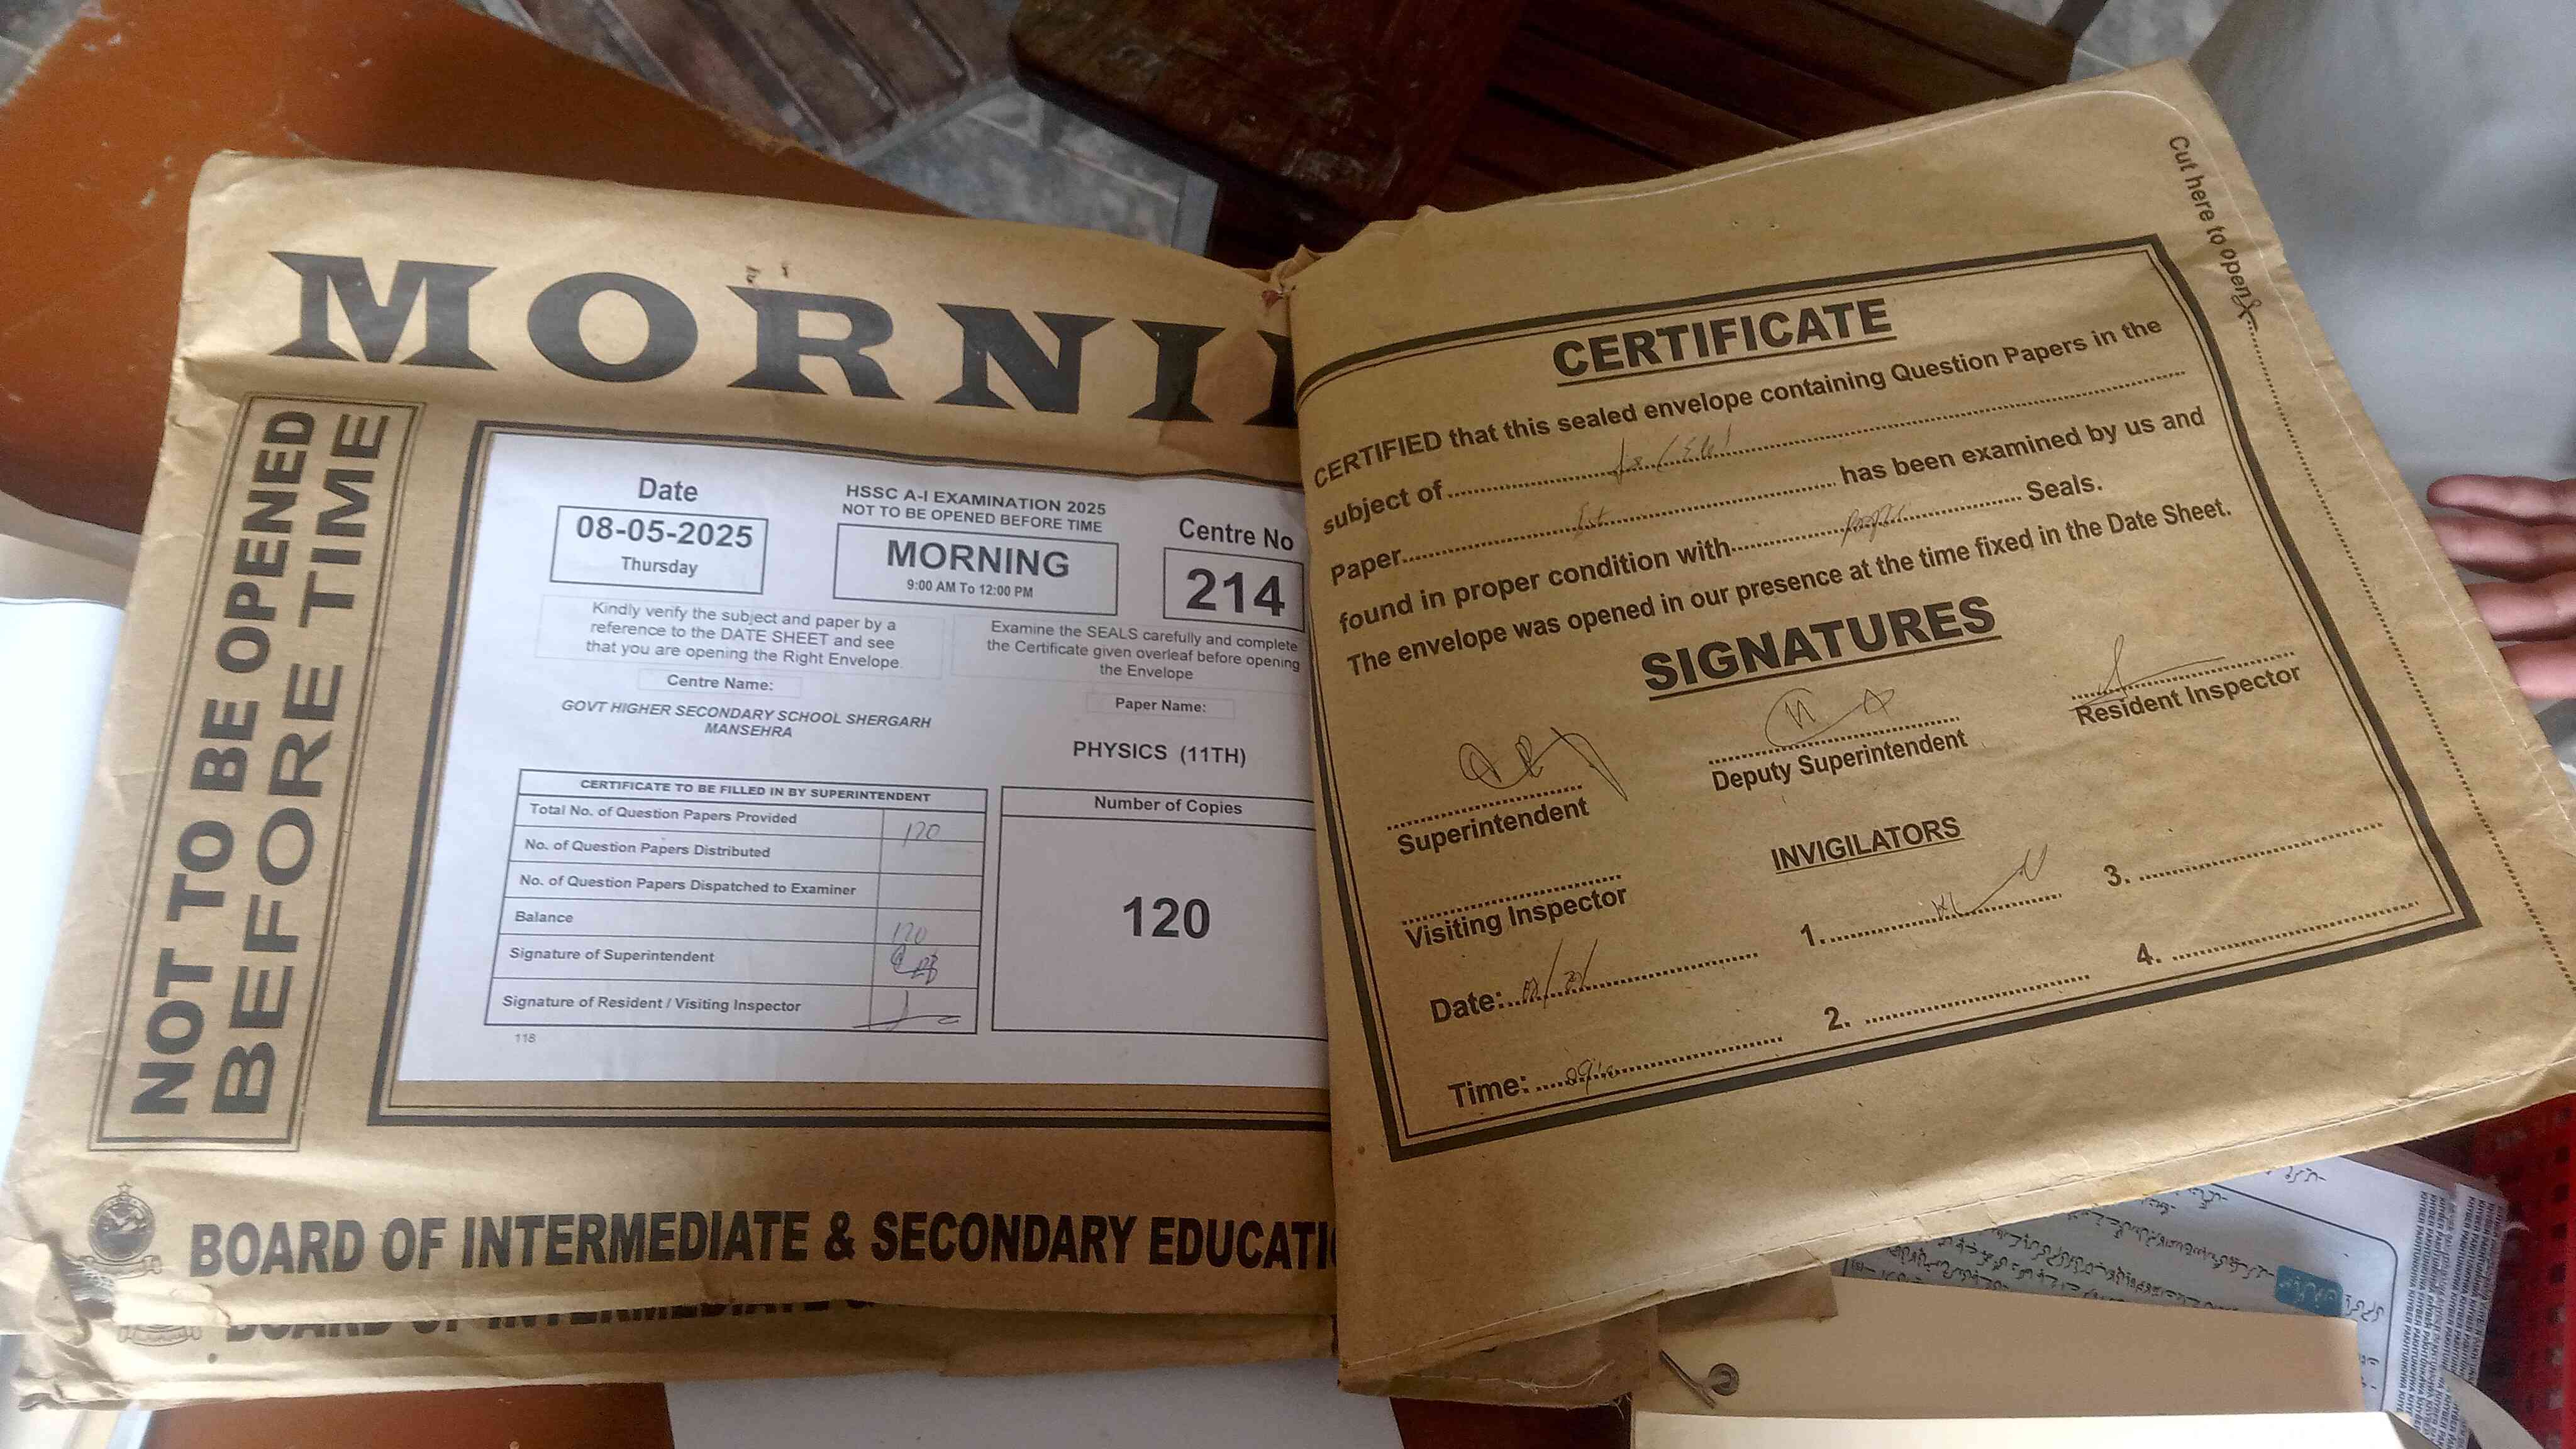 MORNI
NOT TO BE OPENED
BEFORE TIME
Date
08-05-2025
Thursday
HSSC A-I EXAMINATION 2025
NOT TO BE OPENED BEFORE TIME
MORNING
9:00 AM To 12:00 PM
Centre No
214
Kindly verify the subject and paper by a
reference to the DATE SHEET and see
that you are opening the Right Envelope.
Examine the SEALS carefully and complete
the Certificate given overleaf before opening
the Envelope
Centre Name:
GOVT HIGHER SECONDARY SCHOOL SHERGARH
MANSEHRA
Paper Name:
PHYSICS (11TH)
CERTIFICATE TO BE FILLED IN BY SUPERINTENDENT
Total No. of Question Papers Provided 120
No. of Question Papers Distributed
No. of Question Papers Dispatched to Examiner
Balance 120
Signature of Superintendent
Signature of Resident / Visiting Inspector
118
Number of Copies
120
BOARD OF INTERMEDIATE & SECONDARY EDUCATI
BOARD OF INTERMEDIATE &
Cut here to open
CERTIFICATE
CERTIFIED that this sealed envelope containing Question Papers in the
subject of
Paper has been examined by us and
found in proper condition with proper Seals.
The envelope was opened in our presence at the time fixed in the Date Sheet.
SIGNATURES
Superintendent
Deputy Superintendent
Resident Inspector
Visiting Inspector
INVIGILATORS
1.
2.
3.
4.
Date:
Time: